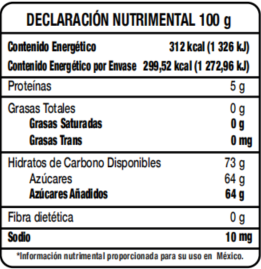 DECLARACIÓN NUTRIMENTAL 100 g
Contenido Energético 312 kcal (1 326 kJ)
Contenido Energético por Envase 299,52 kcal (1 272,96 kJ)
Proteínas 5 g
Grasas Totales 0 g
Grasas Saturadas 0 g
Grasas Trans 0 mg
Hidratos de Carbono Disponibles 73 g
Azúcares 64 g
Azúcares Añadidos 64 g
Fibra dietética 0 g
Sodio 10 mg
*Información nutrimental proporcionada para su uso en México.